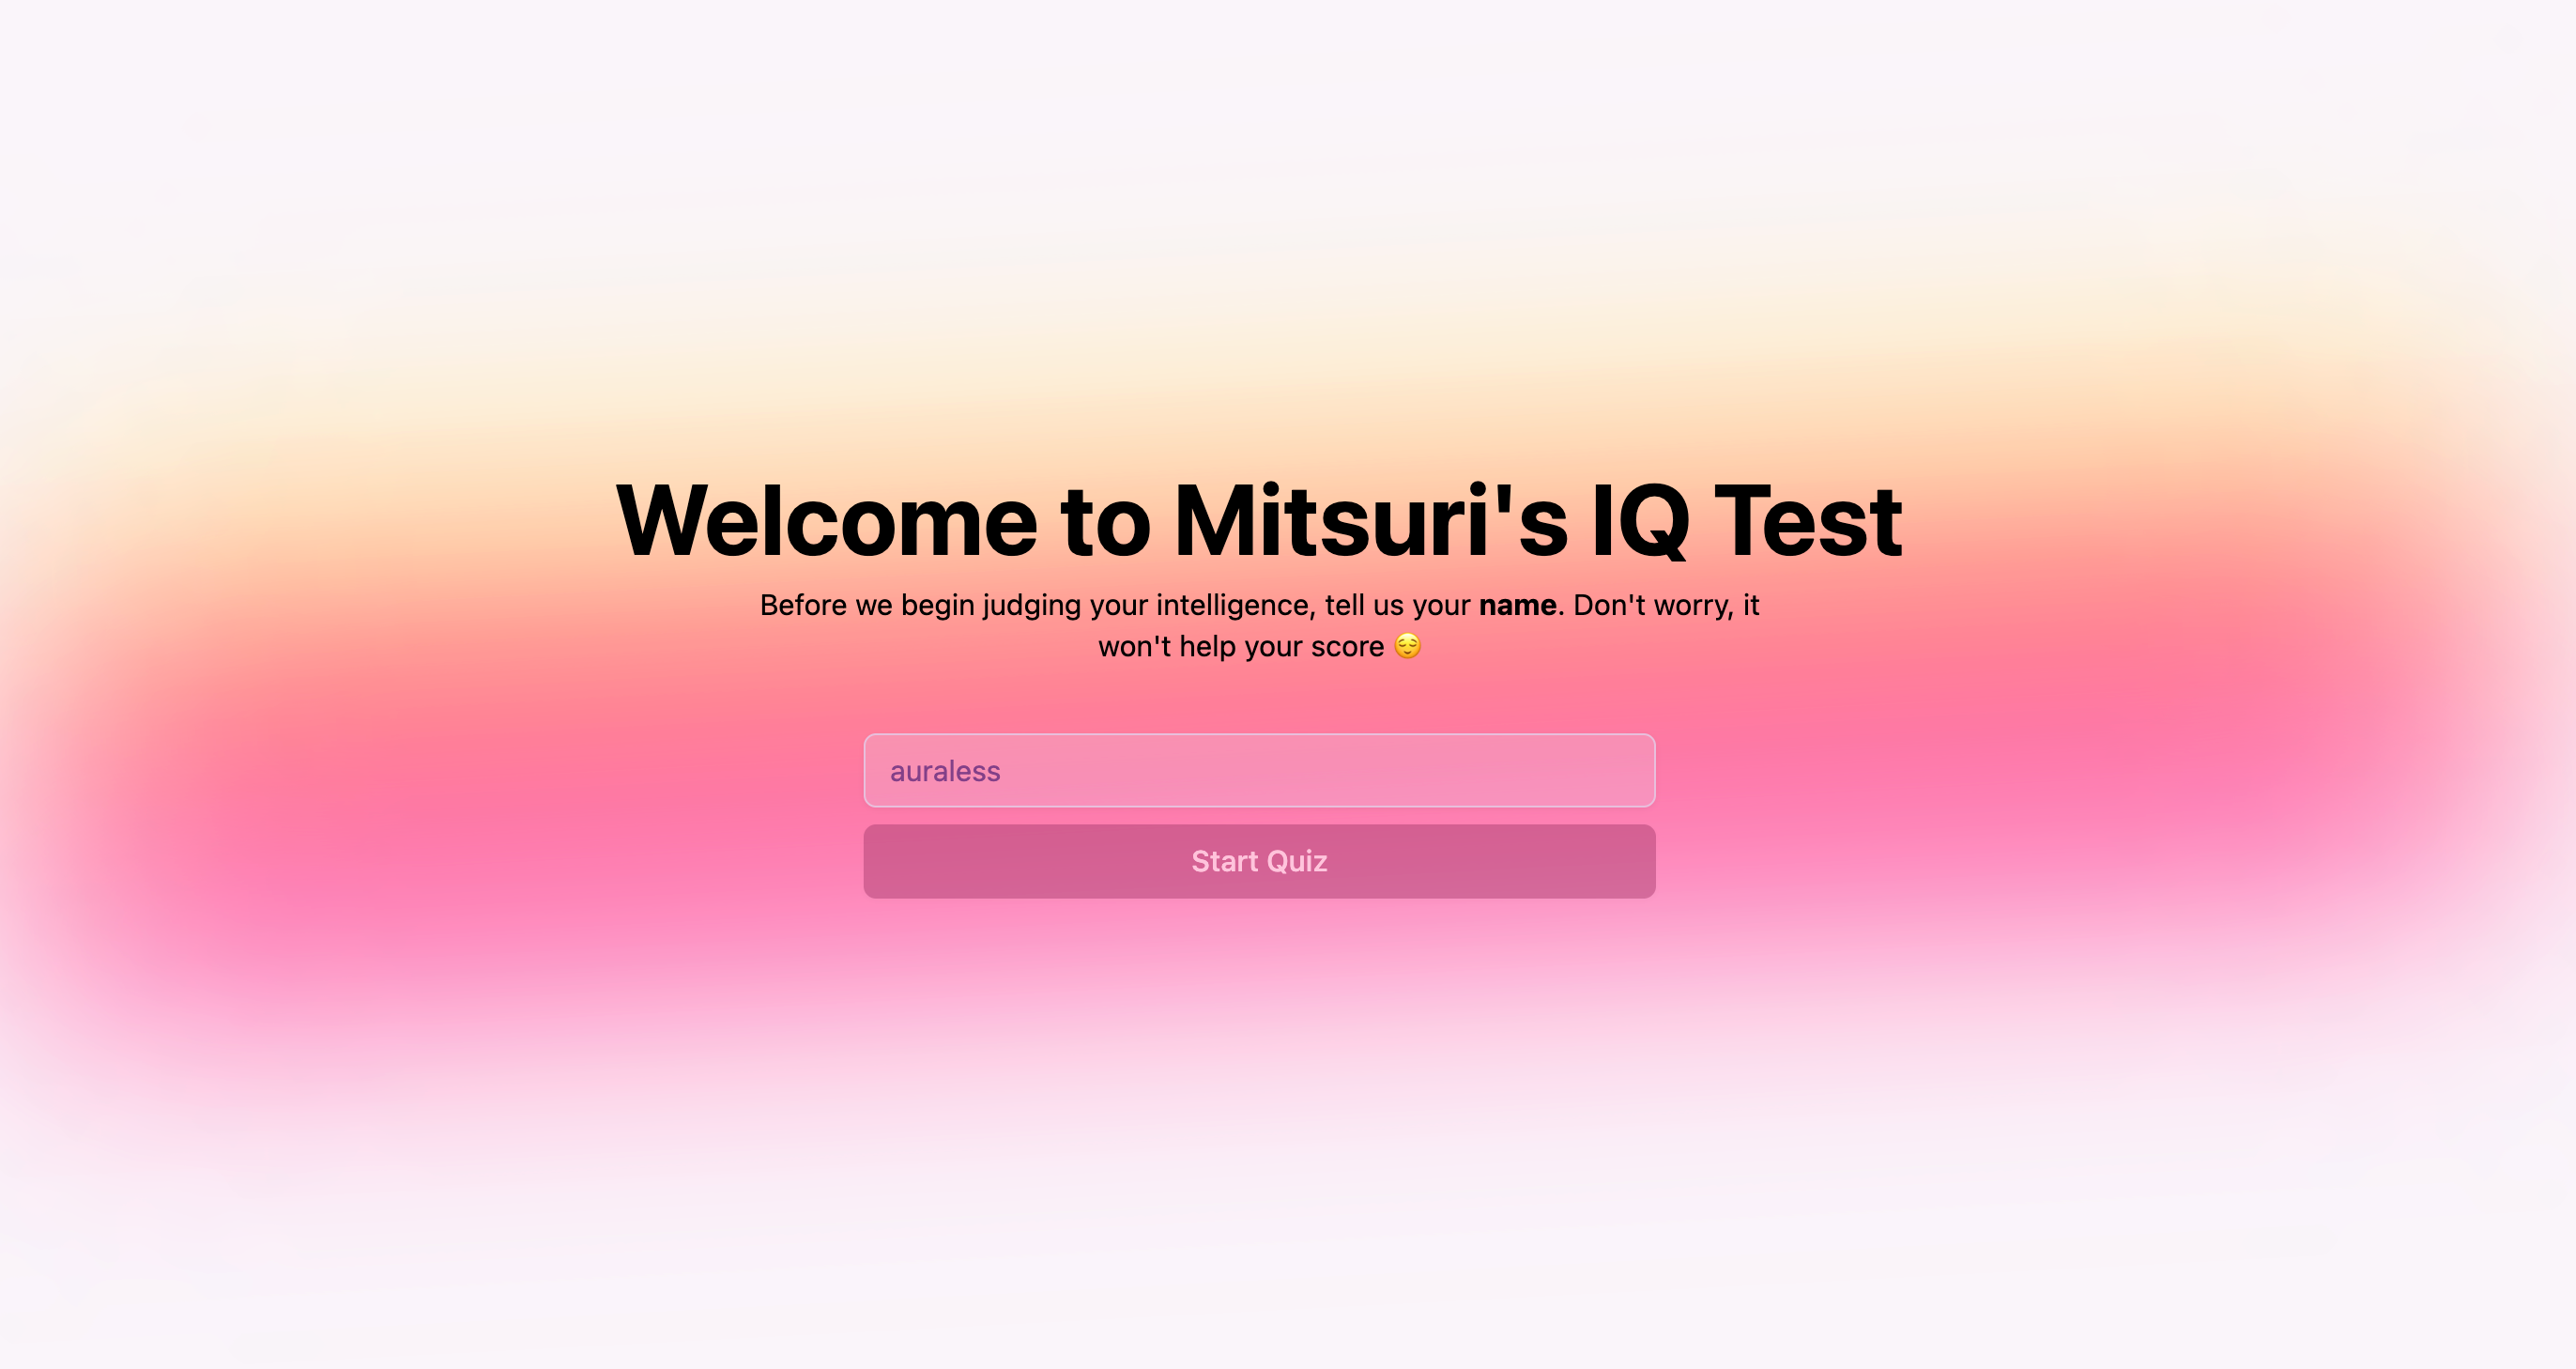 Welcome to Mitsuri's IQ Test
Before we begin judging your intelligence, tell us your name. Don't worry, it
won't help your score 😌
auraless
Start Quiz